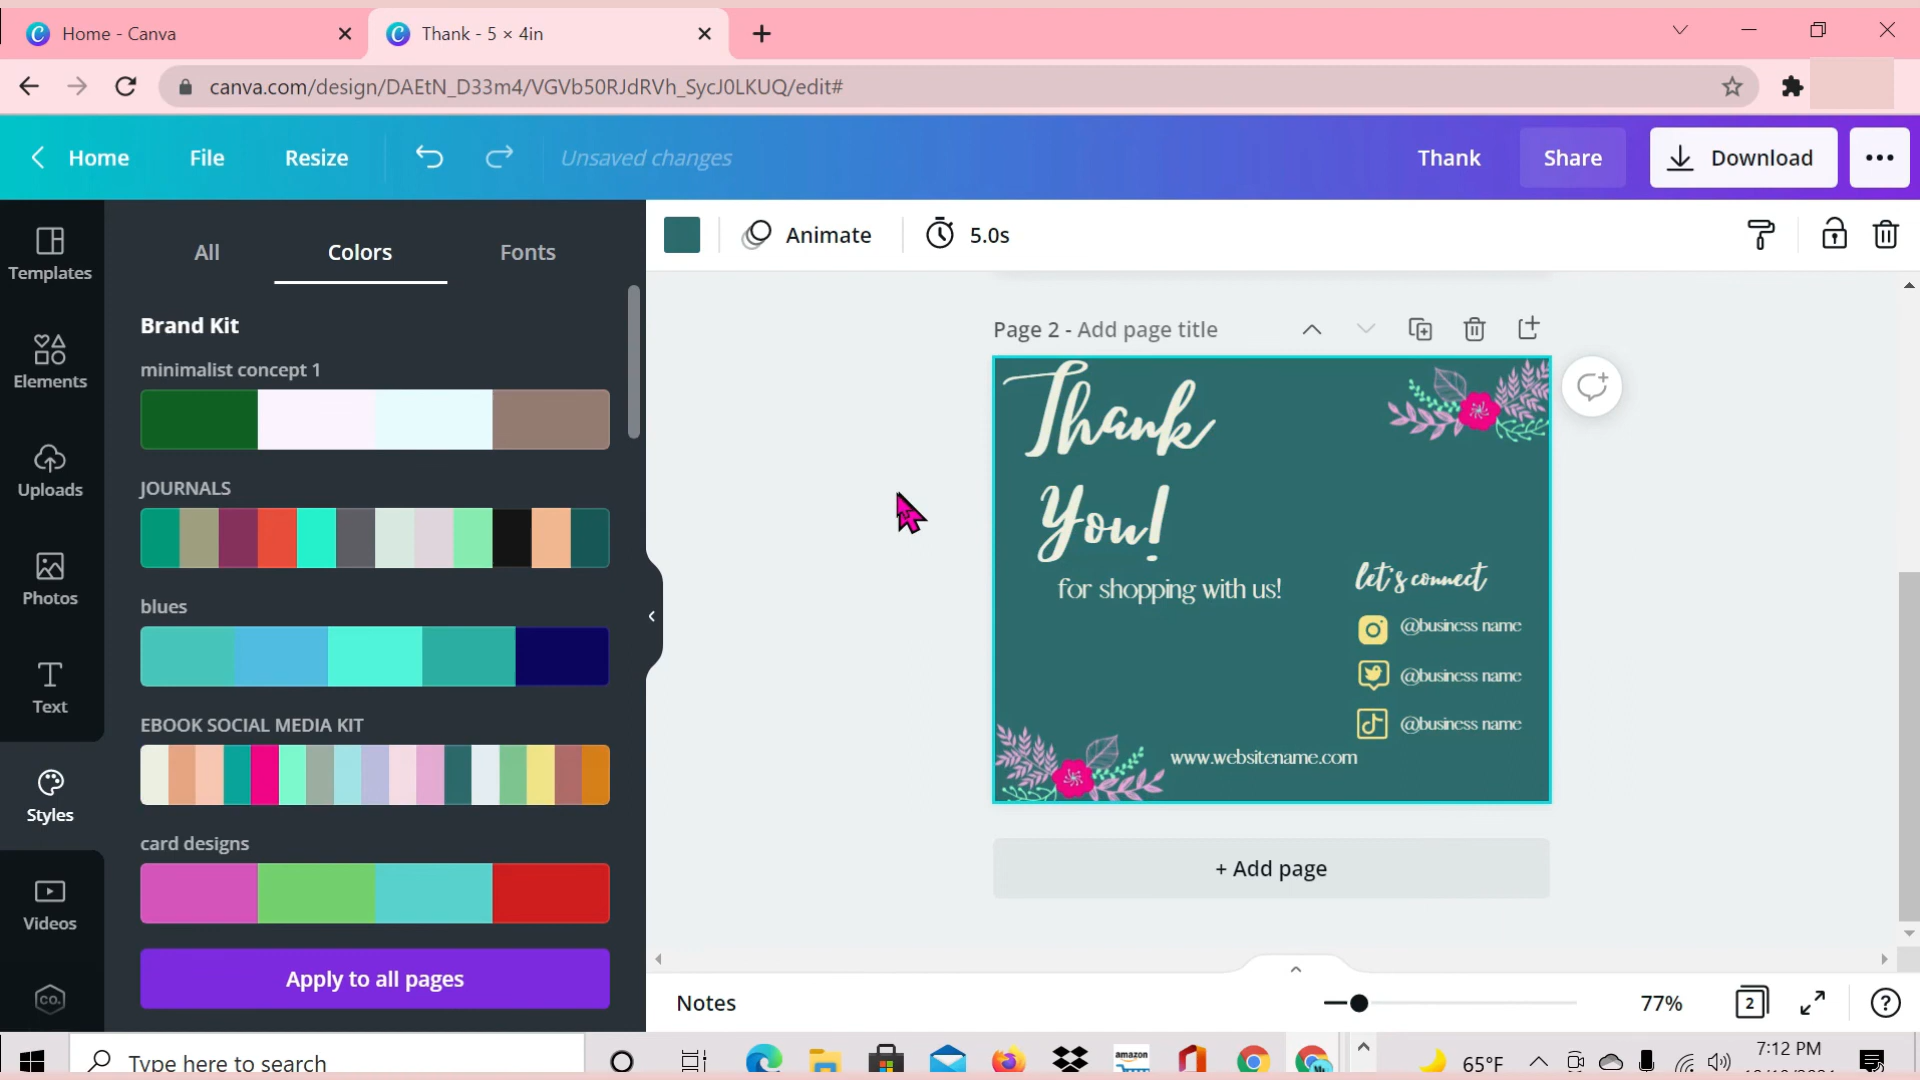 Home - Canva
Thank - 5 × 4in
canva.com/design/DAEtN_D33m4/VGVb50RJdRVh_SycJ0LKUQ/edit#
Home
File
Resize
Unsaved changes
Thank
Share
Download
Templates
Elements
Uploads
Photos
Text
Styles
Videos
CO.
All
Colors
Fonts
Brand Kit
minimalist concept 1
JOURNALS
blues
EBOOK SOCIAL MEDIA KIT
card designs
Apply to all pages
Animate
5.0s
Page 2 - Add page title
Thank
You!
for shopping with us!
let's connect
@business name
@business name
@business name
www.websitename.com
+ Add page
Notes
77%
2
Type here to search
amazon
65°F
7:12 PM